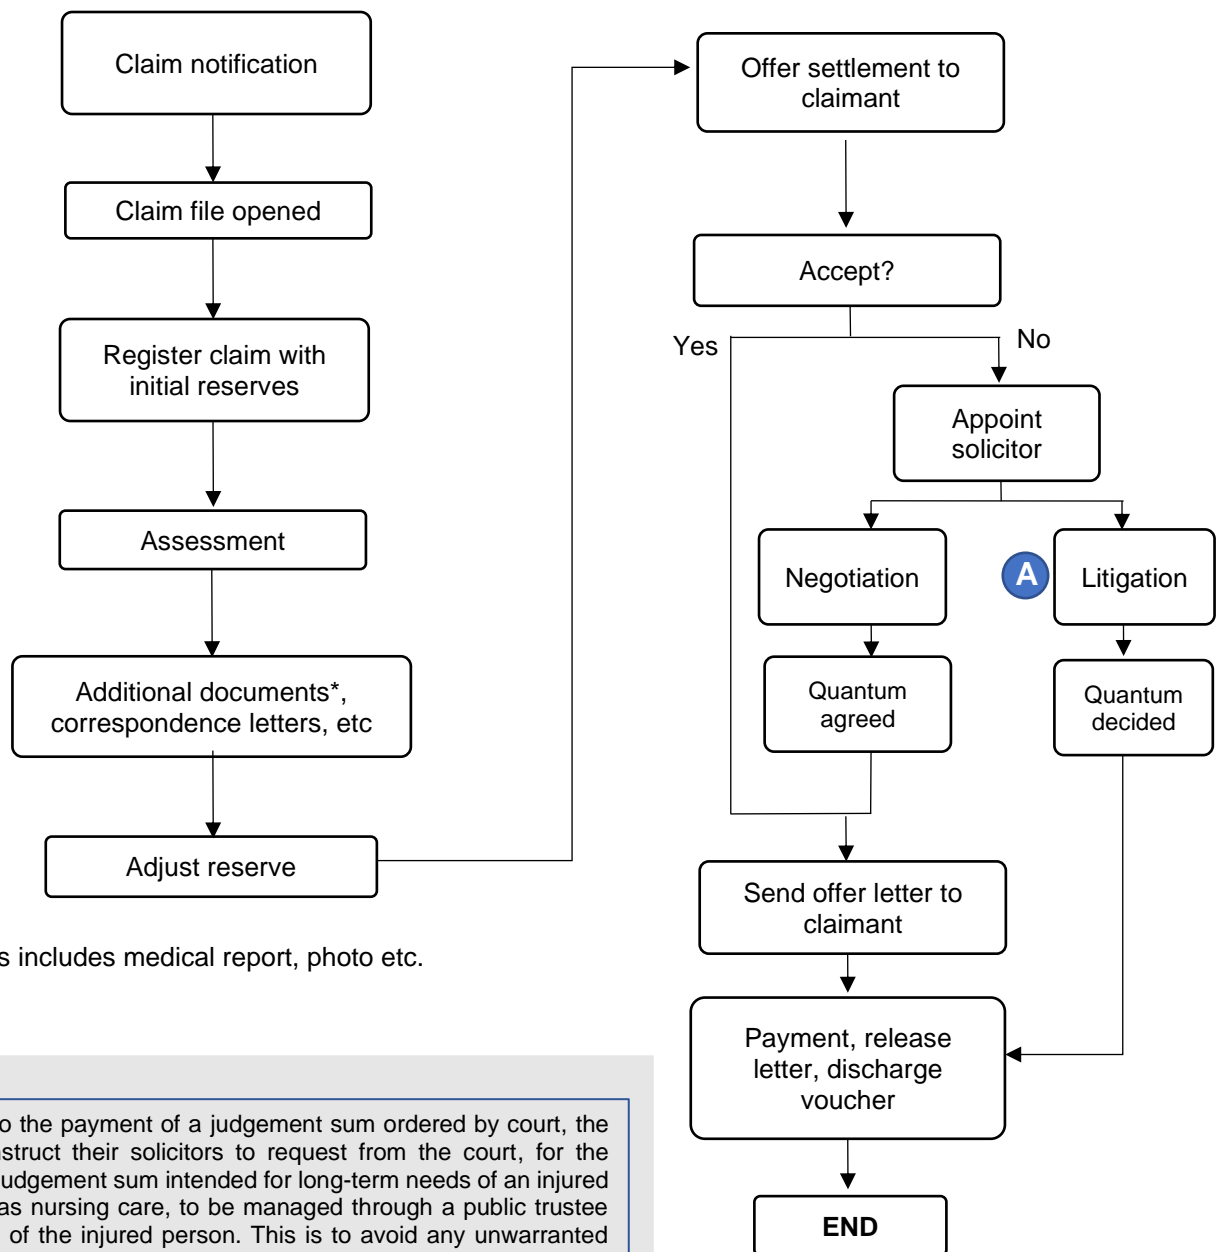 Claim notification
Claim file opened
Register claim with
initial reserves
Assessment
Additional documents*,
correspondence letters, etc
Adjust reserve
Offer settlement to
claimant
Accept?
Yes
No
Appoint
solicitor
Negotiation
A
Litigation
Quantum
agreed
Quantum
decided
Send offer letter to
claimant
Payment, release
letter, discharge
voucher
END
s includes medical report, photo etc.
o the payment of a judgement sum ordered by court, the
struct their solicitors to request from the court, for the
udgement sum intended for long-term needs of an injured
as nursing care, to be managed through a public trustee
of the injured person. This is to avoid any unwarranted